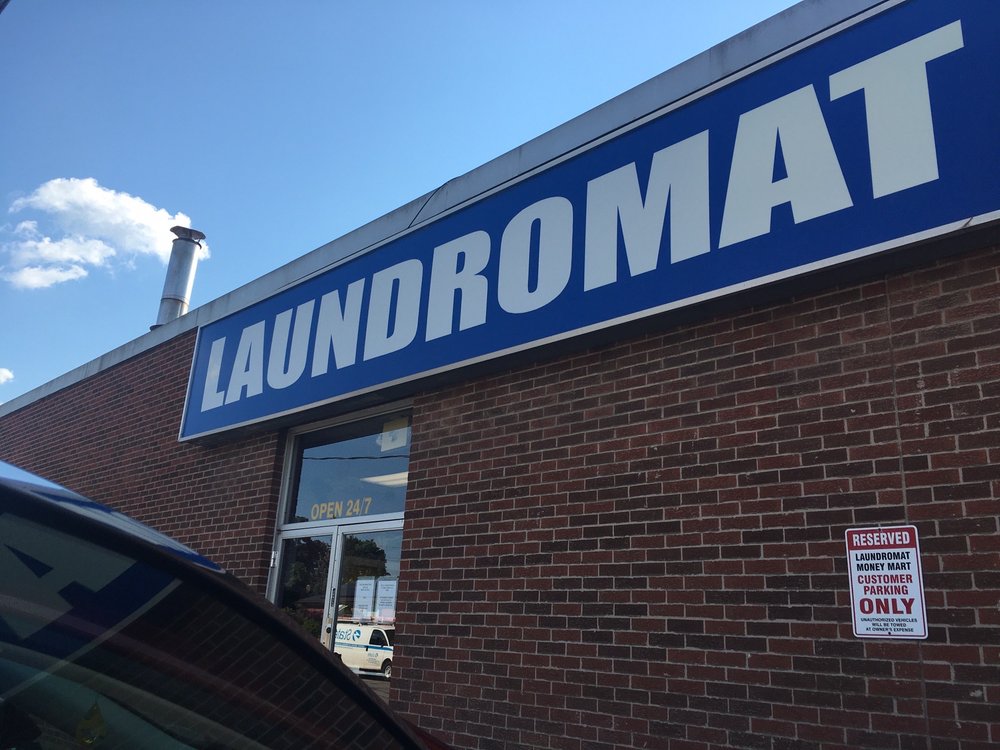 LAUNDROMAT
OPEN 24/7
RESERVED
LAUNDROMAT
MONEY MART
CUSTOMER
PARKING
ONLY
UNAUTHORIZED VEHICLES
WILL BE TOWED
AT OWNER'S EXPENSE